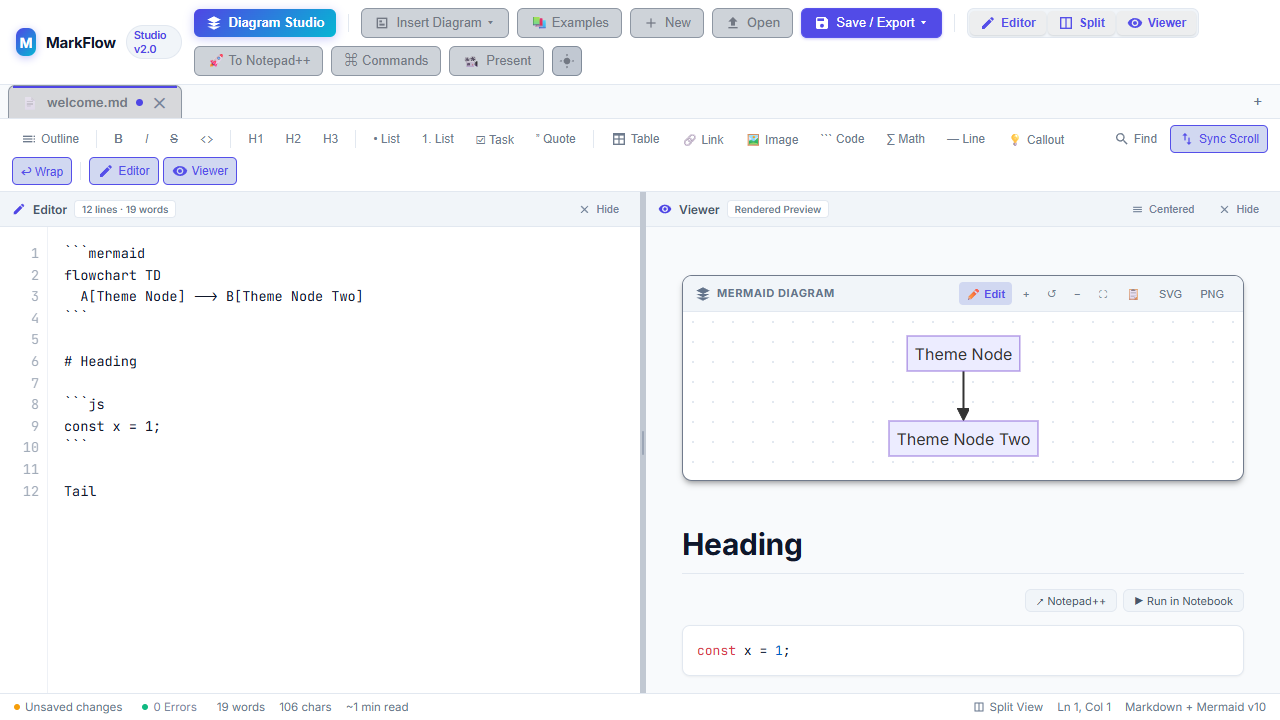 M MarkFlow Studio v2.0 Diagram Studio Insert Diagram Examples + New Open Save / Export Editor Split Viewer
To Notepad++ ⌘ Commands Present
welcome.md +
Outline B I S <> H1 H2 H3 • List 1. List ☑ Task " Quote Table Link Image ``` Code ∑ Math — Line Callout Find Sync Scroll
↩ Wrap Editor Viewer
Editor 12 lines · 19 words × Hide
Viewer Rendered Preview Centered × Hide
1 ```mermaid
2 flowchart TD
3 A[Theme Node] --> B[Theme Node Two]
4 ```
5
6 # Heading
7
8 ```js
9 const x = 1;
10 ```
11
12 Tail
MERMAID DIAGRAM Edit + ↺ − SVG PNG
Theme Node
Theme Node Two
Heading
↗ Notepad++ ▶ Run in Notebook
const x = 1;
Unsaved changes 0 Errors 19 words 106 chars ~1 min read Split View Ln 1, Col 1 Markdown + Mermaid v10